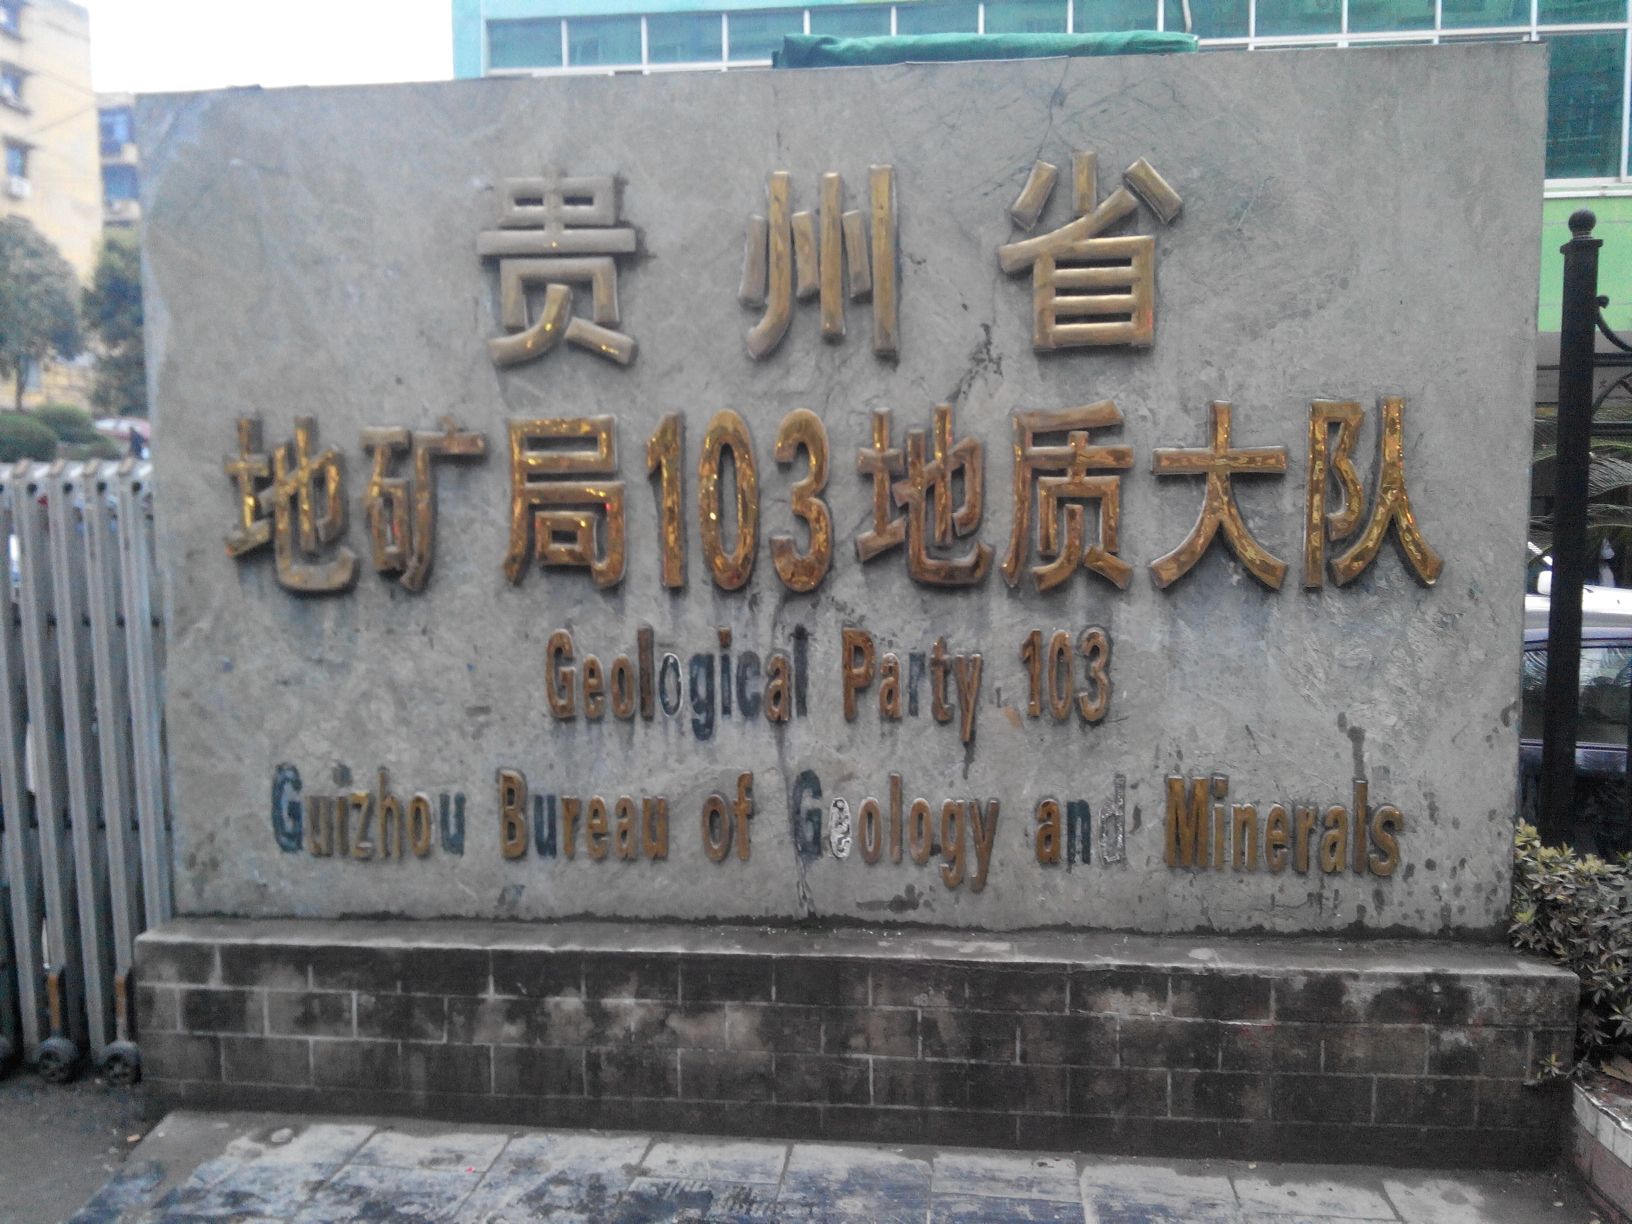 贵州省
地矿局103地质大队
Geological Party 103
Guizhou Bureau of Geology and Minerals